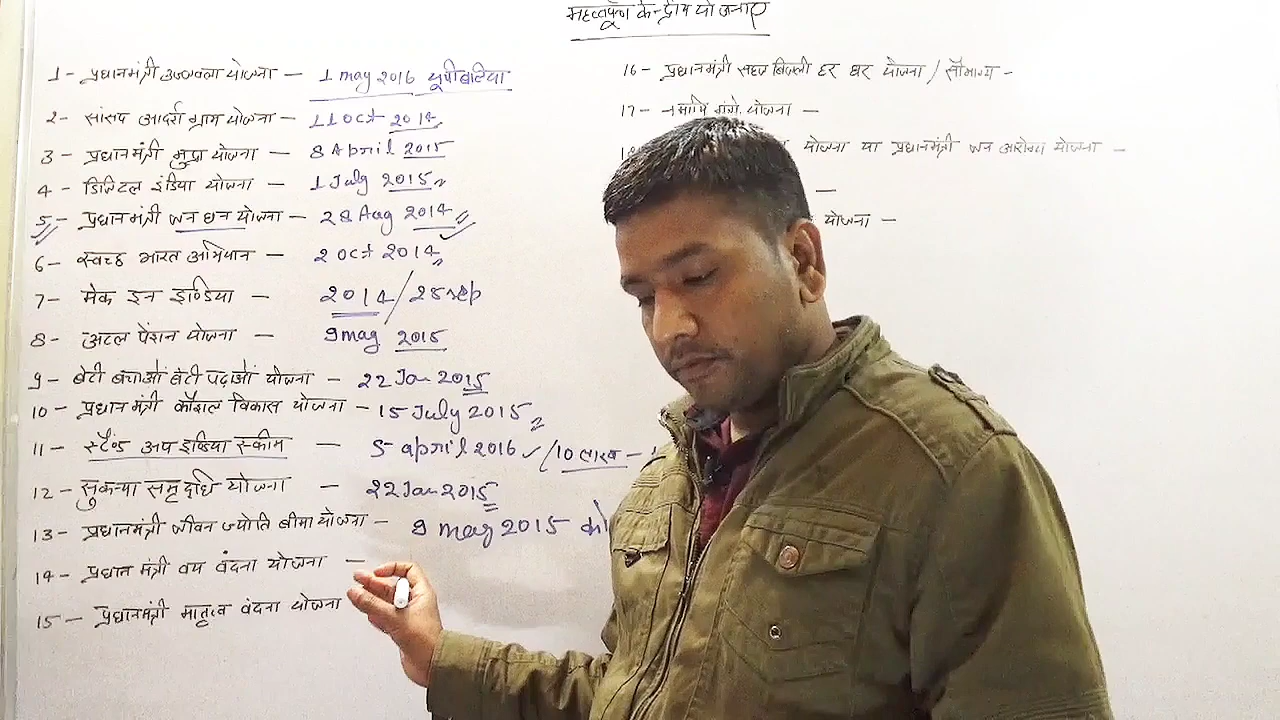 महत्वपूर्ण केन्द्रीय योजनाए
1- प्रधानमंत्री उज्जवला योजना - 1 may 2016 यूपी बलिया
2- सांसद आदर्श ग्राम योजना - 11 Oct 2014
3- प्रधानमंत्री मुद्रा योजना - 8 April 2015
4- डिजिटल इंडिया योजना - 1 July 2015
5- प्रधानमंत्री जन धन योजना - 28 Aug 2014
6- स्वच्छ भारत अभियान - 2 Oct 2014
7- मेक इन इण्डिया - 2014 / 25 sep
8- अटल पेंशन योजना - 9 may 2015
9- बेटी बचाओं बेटी पढ़ाओं योजना - 22 Jan 2015
10- प्रधान मंत्री कौशल विकास योजना - 15 July 2015
11- स्टैण्ड अप इण्डिया स्कीम - 5 april 2016 / 10 लाख -
12- सुकन्या समृद्धि योजना - 22 Jan 2015
13- प्रधानमंत्री जीवन ज्योति बीमा योजना - 9 may 2015 को
14- प्रधान मंत्री वय वंदना योजना -
15- प्रधानमंत्री मातृत्व वंदना योजना
16- प्रधानमंत्री सहज बिजली हर घर योजना / सौभाग्य -
17- नमामि गंगे योजना -
योजना या प्रधानमंत्री जन आरोग्य योजना -
-
योजना -